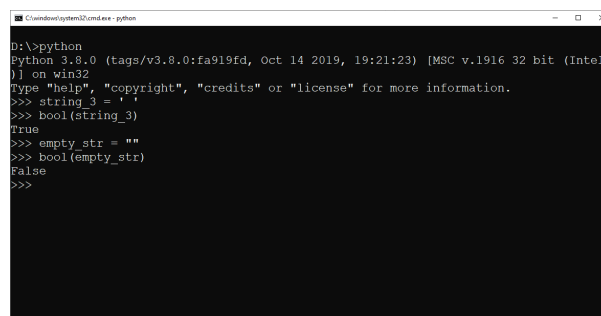 C:\windows\system32\cmd.exe - python
D:\>python
Python 3.8.0 (tags/v3.8.0:fa919fd, Oct 14 2019, 19:21:23) [MSC v.1916 32 bit (Intel
)] on win32
Type "help", "copyright", "credits" or "license" for more information.
>>> string_3 = ' '
>>> bool(string_3)
True
>>> empty_str = ""
>>> bool(empty_str)
False
>>>